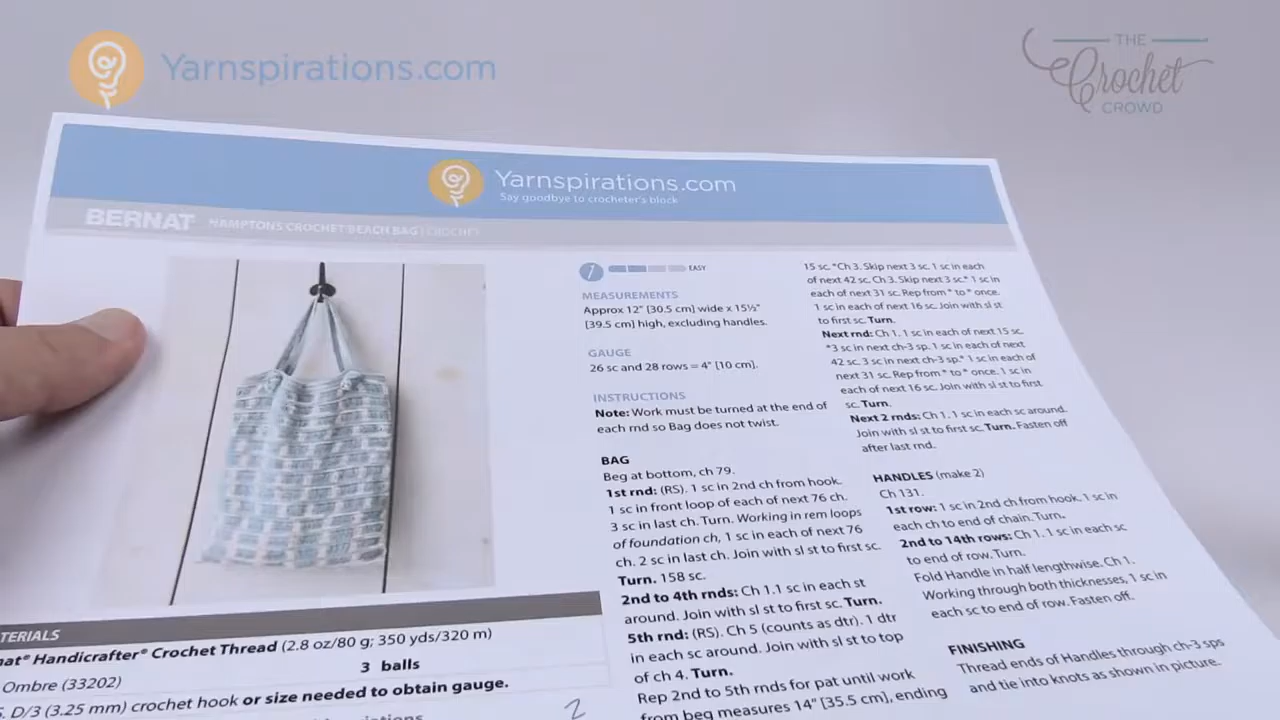 Yarnspirations.com
THE
Crochet
CROWD
Yarnspirations.com
Say goodbye to crocheter's block
BERNAT HAMPTONS CROCHET BEACH BAG | CROCHET
EASY
MEASUREMENTS
Approx 12" [30.5 cm] wide x 15½"
[39.5 cm] high, excluding handles.
GAUGE
26 sc and 28 rows = 4" [10 cm].
INSTRUCTIONS
Note: Work must be turned at the end of
each rnd so Bag does not twist.
BAG
Beg at bottom, ch 79.
1st rnd: (RS). 1 sc in 2nd ch from hook.
1 sc in front loop of each of next 76 ch.
3 sc in last ch. Turn. Working in rem loops
of foundation ch, 1 sc in each of next 76
ch. 2 sc in last ch. Join with sl st to first sc.
Turn. 158 sc.
2nd to 4th rnds: Ch 1.1 sc in each st
around. Join with sl st to first sc. Turn.
5th rnd: (RS). Ch 5 (counts as dtr). 1 dtr
in each sc around. Join with sl st to top
of ch 4. Turn.
Rep 2nd to 5th rnds for pat until work
from beg measures 14" [35.5 cm], ending
15 sc. *Ch 3. Skip next 3 sc. 1 sc in each
of next 42 sc. Ch 3. Skip next 3 sc.* 1 sc in
each of next 31 sc. Rep from * to * once.
1 sc in each of next 16 sc. Join with sl st
to first sc. Turn.
Next rnd: Ch 1. 1 sc in each of next 15 sc.
*3 sc in next ch-3 sp. 1 sc in each of next
42 sc. 3 sc in next ch-3 sp.* 1 sc in each of
next 31 sc. Rep from * to * once. 1 sc in
each of next 16 sc. Join with sl st to first
sc. Turn.
Next 2 rnds: Ch 1. 1 sc in each sc around.
Join with sl st to first sc. Turn. Fasten off
after last rnd.
HANDLES (make 2)
Ch 131.
1st row: 1 sc in 2nd ch from hook. 1 sc in
each ch to end of chain. Turn.
2nd to 14th rows: Ch 1. 1 sc in each sc
to end of row. Turn.
Fold Handle in half lengthwise. Ch 1.
Working through both thicknesses, 1 sc in
each sc to end of row. Fasten off.
FINISHING
Thread ends of Handles through ch-3 sps
and tie into knots as shown in picture.
TERIALS
nat® Handicrafter® Crochet Thread (2.8 oz/80 g; 350 yds/320 m)
Ombre (33202) 3 balls
S. D/3 (3.25 mm) crochet hook or size needed to obtain gauge.
2